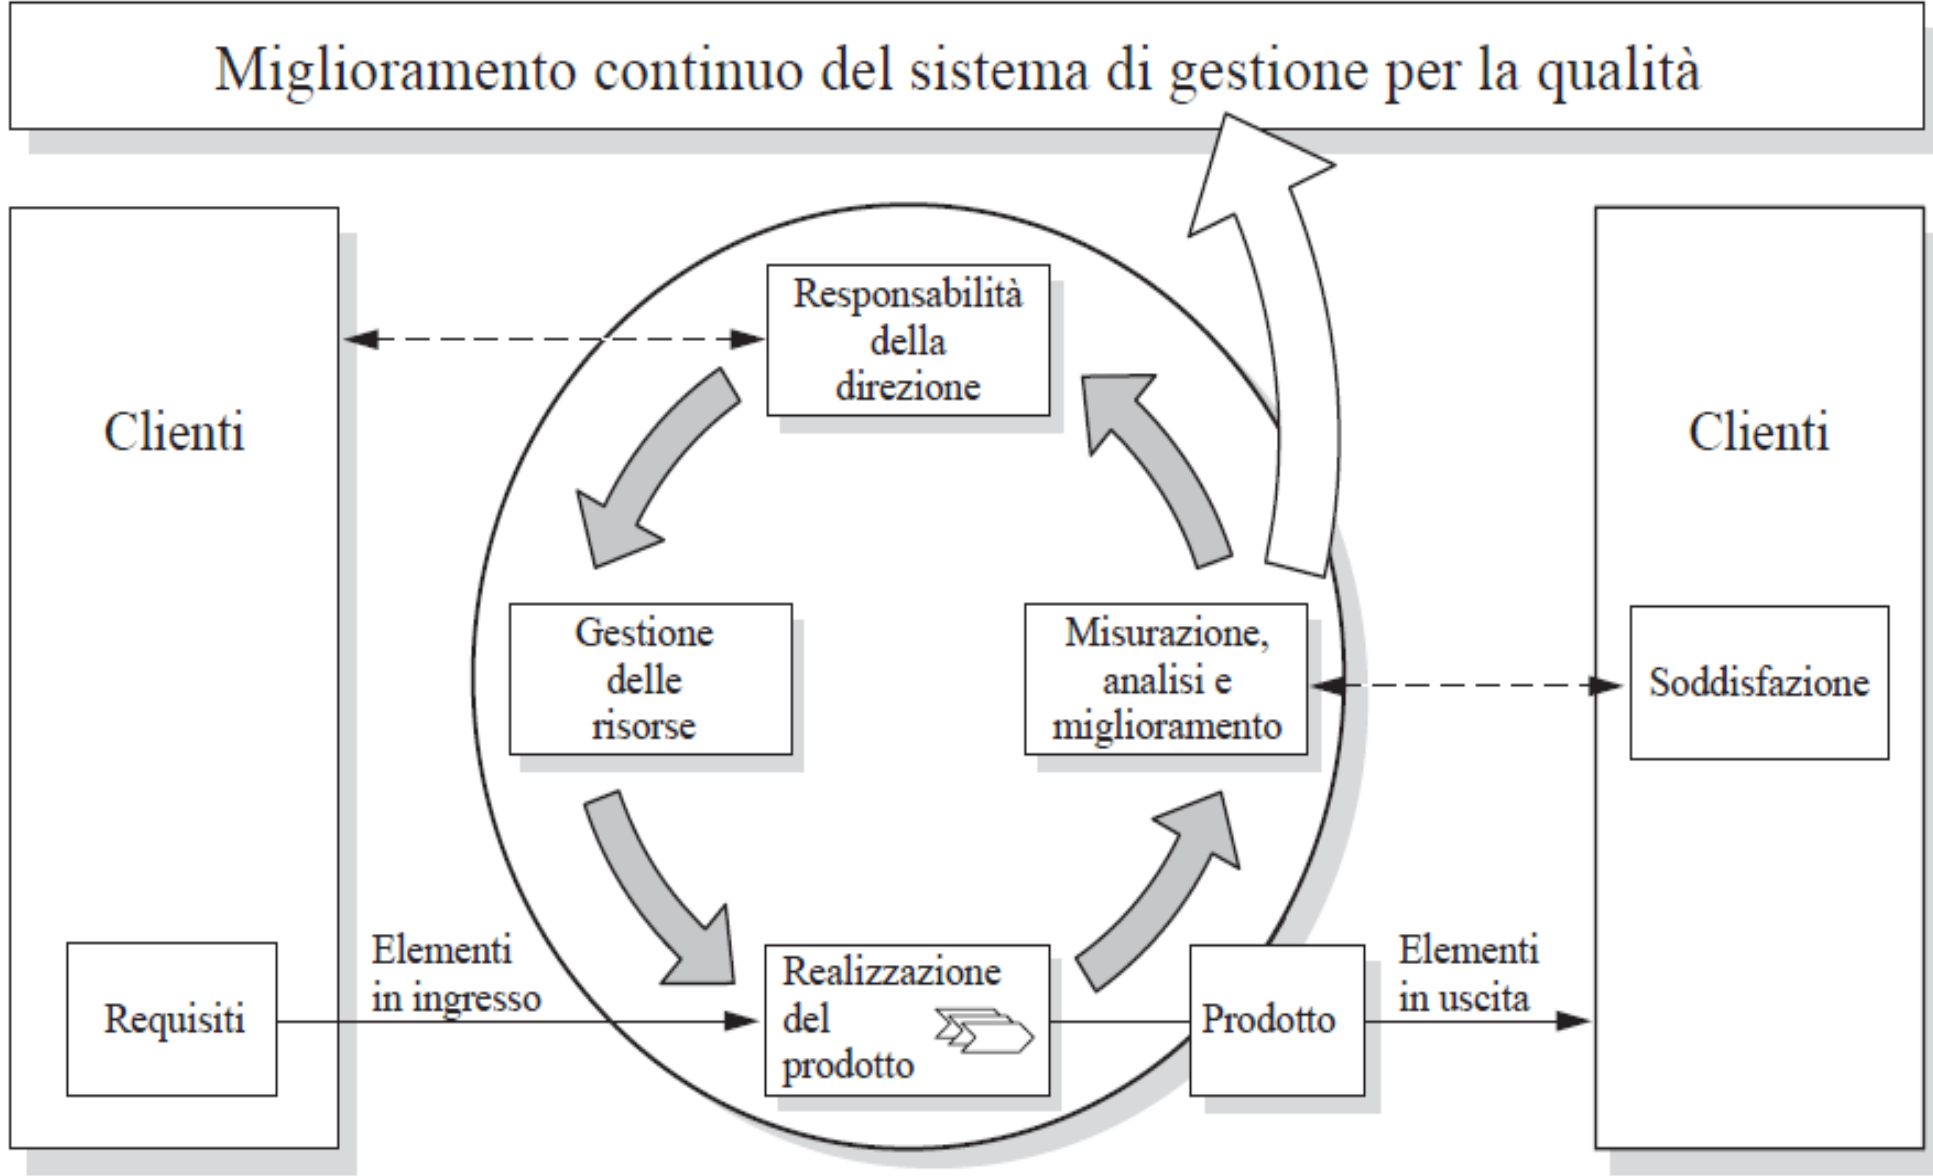 Miglioramento continuo del sistema di gestione per la qualità
Clienti
Responsabilità
della
direzione
Clienti
Gestione
delle
risorse
Misurazione,
analisi e
miglioramento
Soddisfazione
Requisiti
Elementi
in ingresso
Realizzazione
del
prodotto
Prodotto
Elementi
in uscita